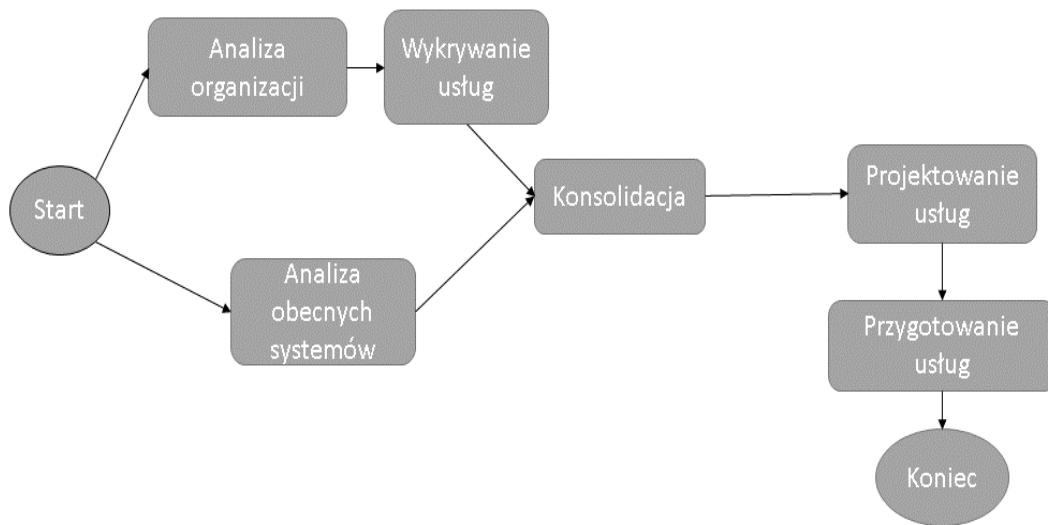 Start
Analiza
organizacji
Wykrywanie
usług
Analiza
obecnych
systemów
Konsolidacja
Projektowanie
usług
Przygotowanie
usług
Koniec